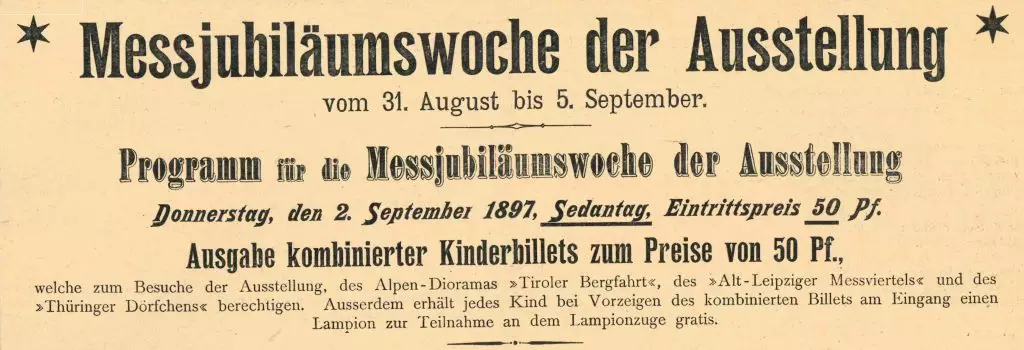 Messjubiläumswoche der Ausstellung
vom 31. August bis 5. September.
Programm für die Messjubiläumswoche der Ausstellung
Donnerstag, den 2. September 1897, Sedantag, Eintrittspreis 50 Pf.
Ausgabe kombinierter Kinderbillets zum Preise von 50 Pf.,
welche zum Besuche der Ausstellung, des Alpen-Dioramas »Tiroler Bergfahrt«, des »Alt-Leipziger Messviertels« und des
»Thüringer Dörfchens« berechtigen. Ausserdem erhält jedes Kind bei Vorzeigen des kombinierten Billets am Eingang einen
Lampion zur Teilnahme an dem Lampionzuge gratis.